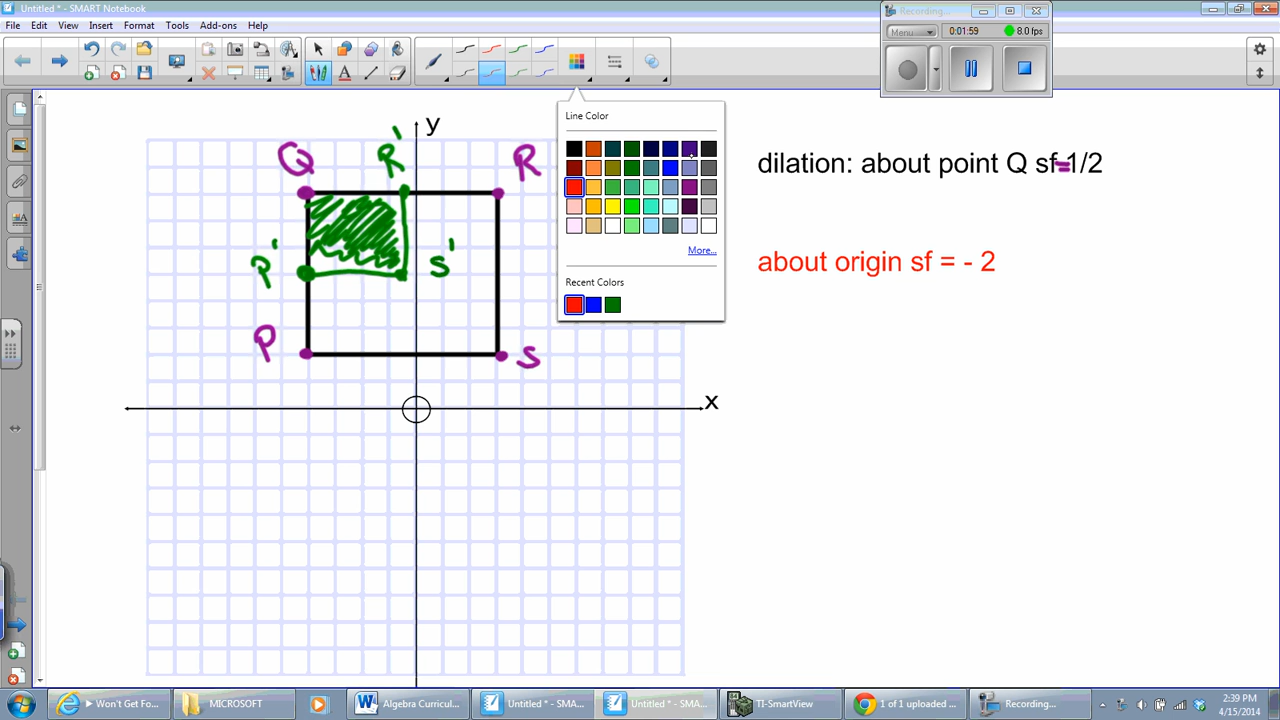 Untitled * - SMART Notebook
File Edit View Insert Format Tools Add-ons Help
Recording...
Menu 0:01:59 8.0 fps
Line Color
More...
Recent Colors
y
Q R' R
P' S'
P S
x
dilation: about point Q sf=1/2
about origin sf = - 2
Won't Get Fo... MICROSOFT Algebra Curricul... Untitled * - SMA... Untitled * - SMA... TI-SmartView 1 of 1 uploaded ... Recording... 2:39 PM
4/15/2014